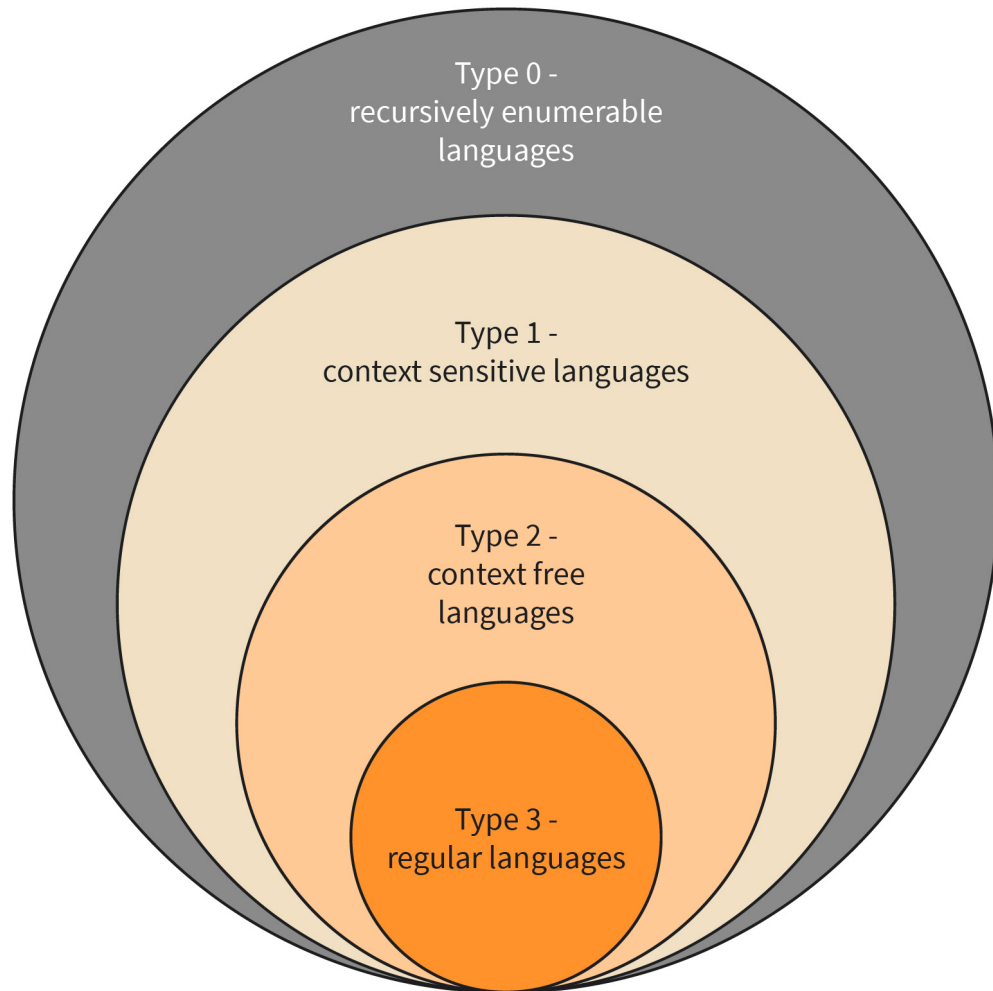 Type 0 -
recursively enumerable
languages
Type 1 -
context sensitive languages
Type 2 -
context free
languages
Type 3 -
regular languages